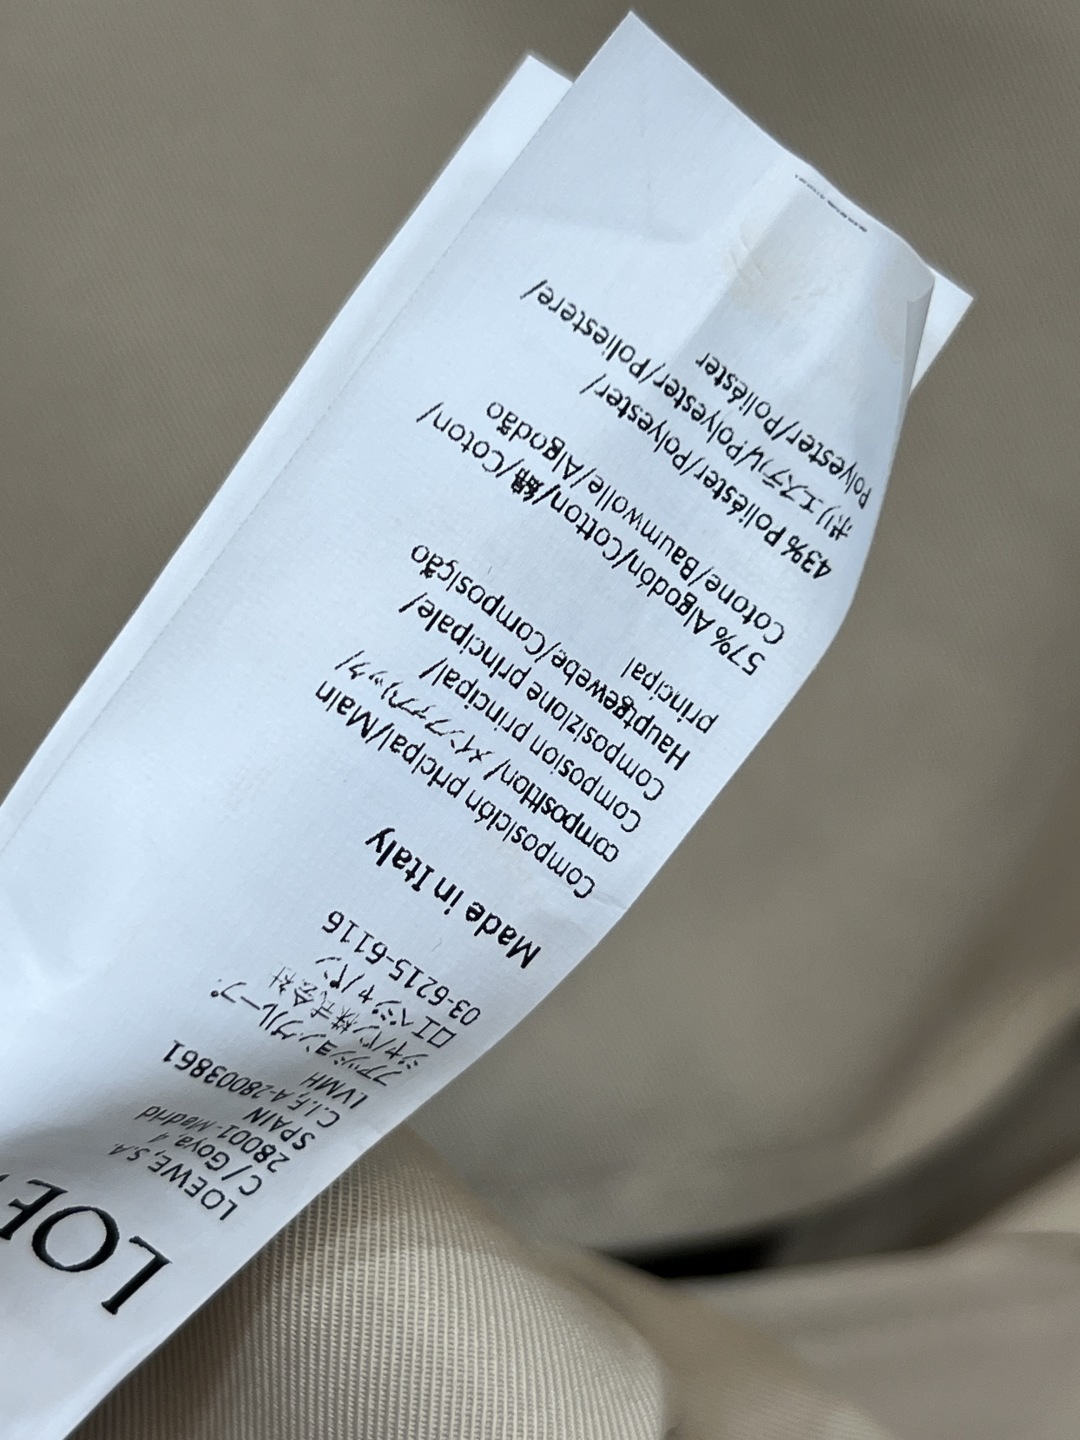 LOE
LOEWE, S.A.
C/ Goya, 4
28001-Madrid
SPAIN
C.I.F, A-28003861
LVMH
ファッショングループ
ジャパン株式会社
ロエベジャパン
03-6215-6116
Made in Italy
Composición pricipal/Main
composition/ メインファブリック/
Composion principal/
Composizione principale/
Hauptgewebe/Composição
principal
57% Algodón/Cotton/綿/Coton/
Cotone/Baumwolle/Algodão
43% Poliéster/Polyester/
ポリエステル/Polyester/Poliestere/
Polyester/Poliéster